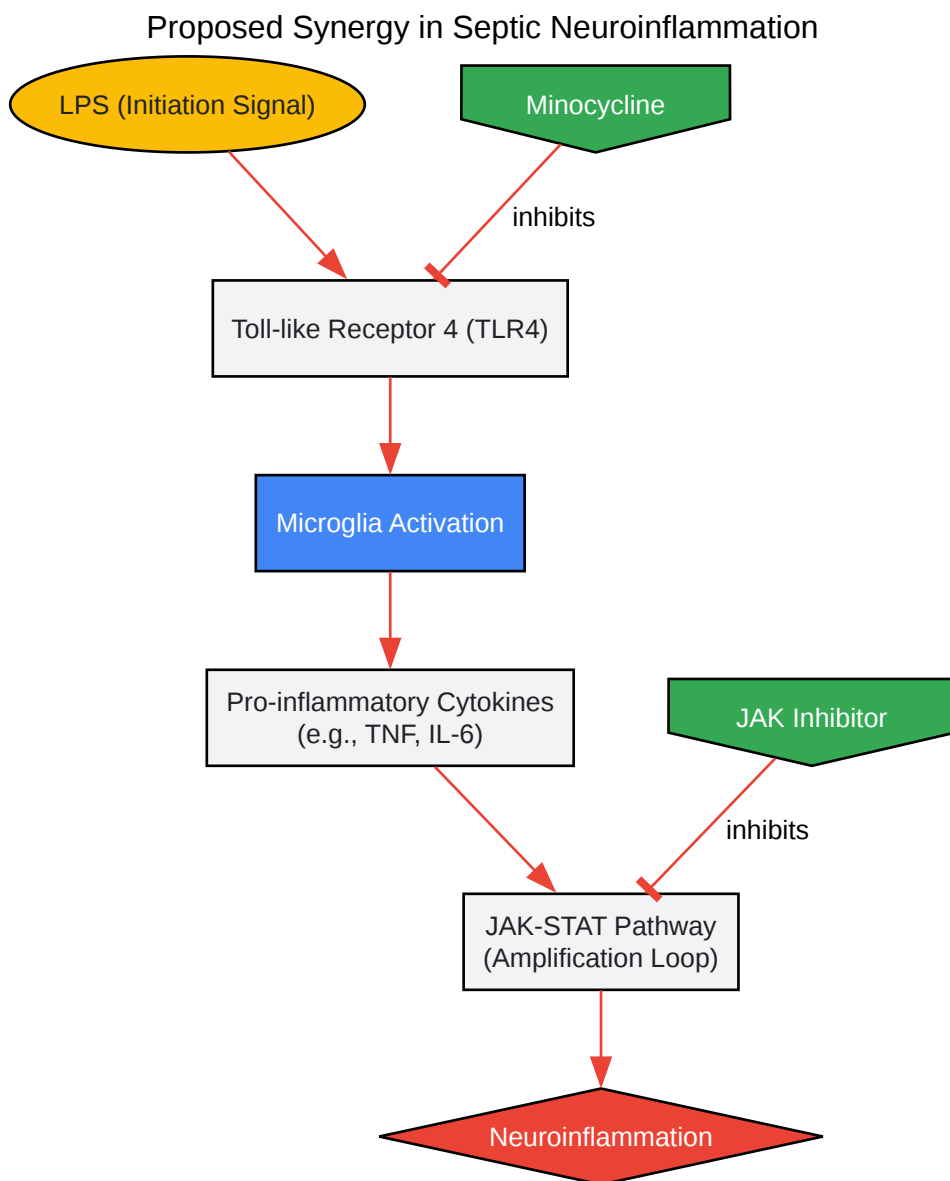 Proposed Synergy in Septic Neuroinflammation
LPS (Initiation Signal)
Minocycline
inhibits
Toll-like Receptor 4 (TLR4)
Microglia Activation
Pro-inflammatory Cytokines
(e.g., TNF, IL-6)
JAK Inhibitor
inhibits
JAK-STAT Pathway
(Amplification Loop)
Neuroinflammation